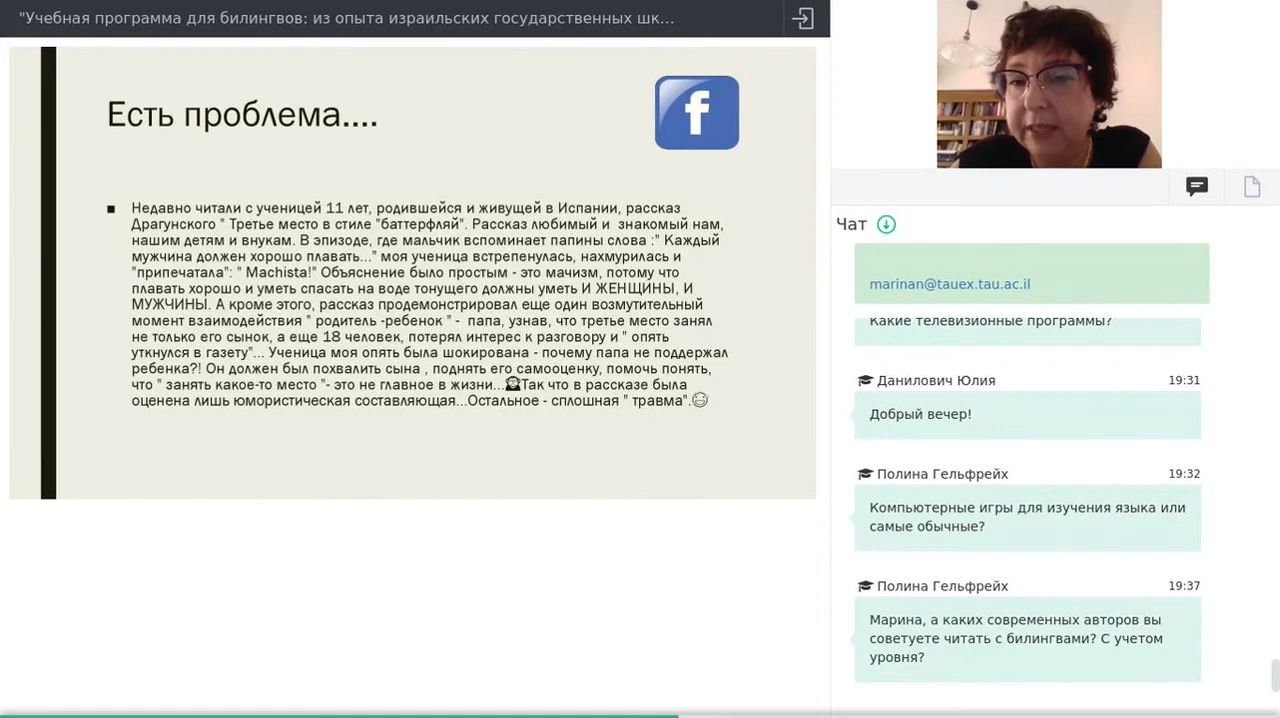 "Учебная программа для билингвов: из опыта израильских государственных шк...
Есть проблема....
f
Недавно читали с ученицей 11 лет, родившейся и живущей в Испании, рассказ
Драгунского " Третье место в стиле "баттерфляй". Рассказ любимый и знакомый нам,
нашим детям и внукам. В эпизоде, где мальчик вспоминает папины слова :" Каждый
мужчина должен хорошо плавать..." моя ученица встрепенулась, нахмурилась и
"припечатала": " Machista!" Объяснение было простым - это мачизм, потому что
плавать хорошо и уметь спасать на воде тонущего должны уметь И ЖЕНЩИНЫ, И
МУЖЧИНЫ. А кроме этого, рассказ продемонстрировал еще один возмутительный
момент взаимодействия " родитель -ребенок " - папа, узнав, что третье место занял
не только его сынок, а еще 18 человек, потерял интерес к разговору и " опять
уткнулся в газету"... Ученица моя опять была шокирована - почему папа не поддержал
ребенка?! Он должен был похвалить сына , поднять его самооценку, помочь понять,
что " занять какое-то место "- это не главное в жизни...Так что в рассказе была
оценена лишь юмористическая составляющая...Остальное - сплошная " травма".
Чат
marinan@tauex.tau.ac.il
Какие телевизионные программы?
Данилович Юлия 19:31
Добрый вечер!
Полина Гельфрейх 19:32
Компьютерные игры для изучения языка или
самые обычные?
Полина Гельфрейх 19:37
Марина, а каких современных авторов вы
советуете читать с билингвами? С учетом
уровня?